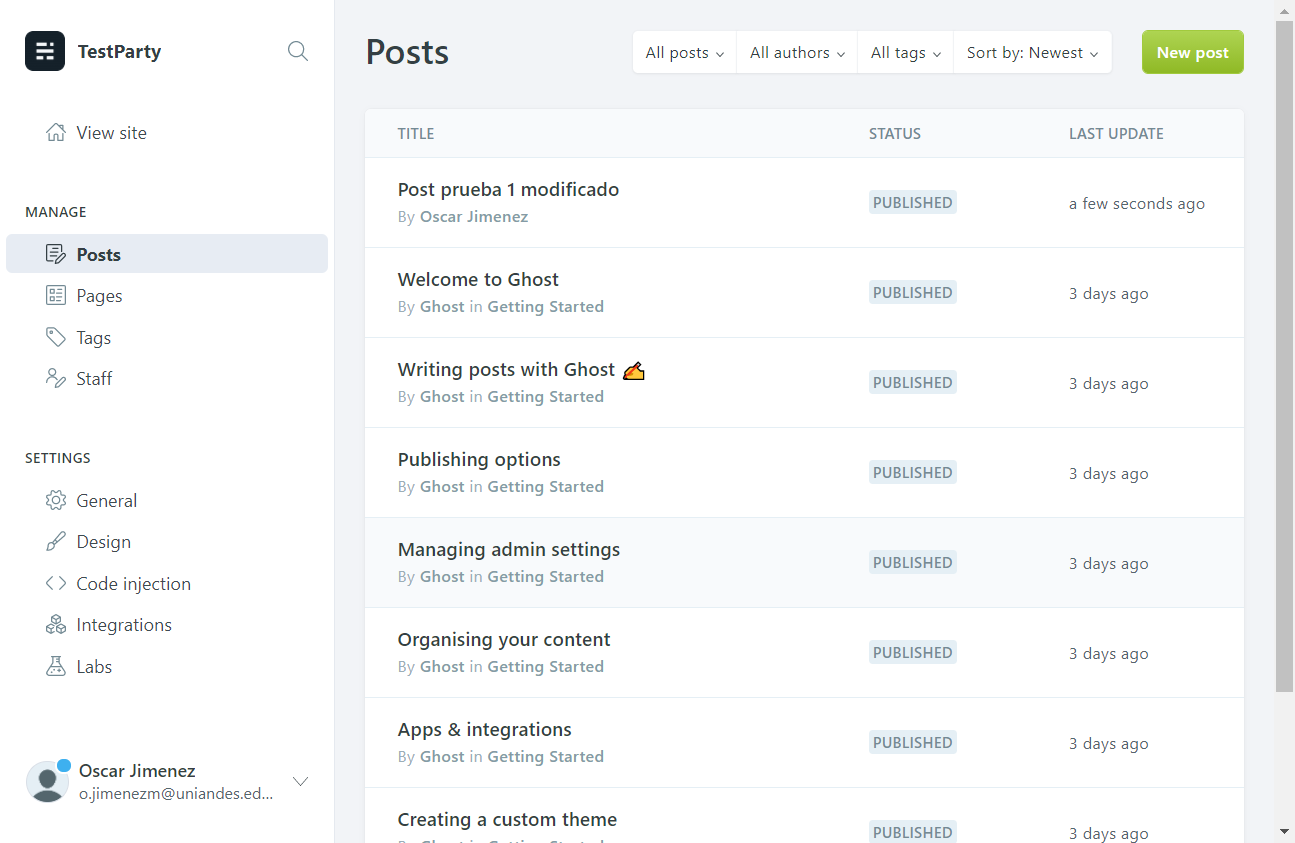 TestParty
View site
MANAGE
Posts
Pages
Tags
Staff
SETTINGS
General
Design
Code injection
Integrations
Labs
Oscar Jimenez
o.jimenezm@uniandes.ed...
Posts
All posts
All authors
All tags
Sort by: Newest
New post
TITLE STATUS LAST UPDATE
Post prueba 1 modificado
By Oscar Jimenez
PUBLISHED
a few seconds ago
Welcome to Ghost
By Ghost in Getting Started
PUBLISHED
3 days ago
Writing posts with Ghost ✍
By Ghost in Getting Started
PUBLISHED
3 days ago
Publishing options
By Ghost in Getting Started
PUBLISHED
3 days ago
Managing admin settings
By Ghost in Getting Started
PUBLISHED
3 days ago
Organising your content
By Ghost in Getting Started
PUBLISHED
3 days ago
Apps & integrations
By Ghost in Getting Started
PUBLISHED
3 days ago
Creating a custom theme
PUBLISHED
3 days ago